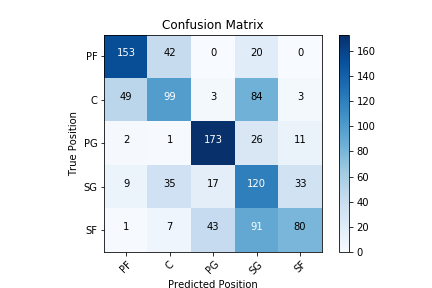 Confusion Matrix
True Position
PF 153 42 0 20 0
C 49 99 3 84 3
PG 2 1 173 26 11
SG 9 35 17 120 33
SF 1 7 43 91 80
PF C PG SG SF
Predicted Position
160
140
120
100
80
60
40
20
0